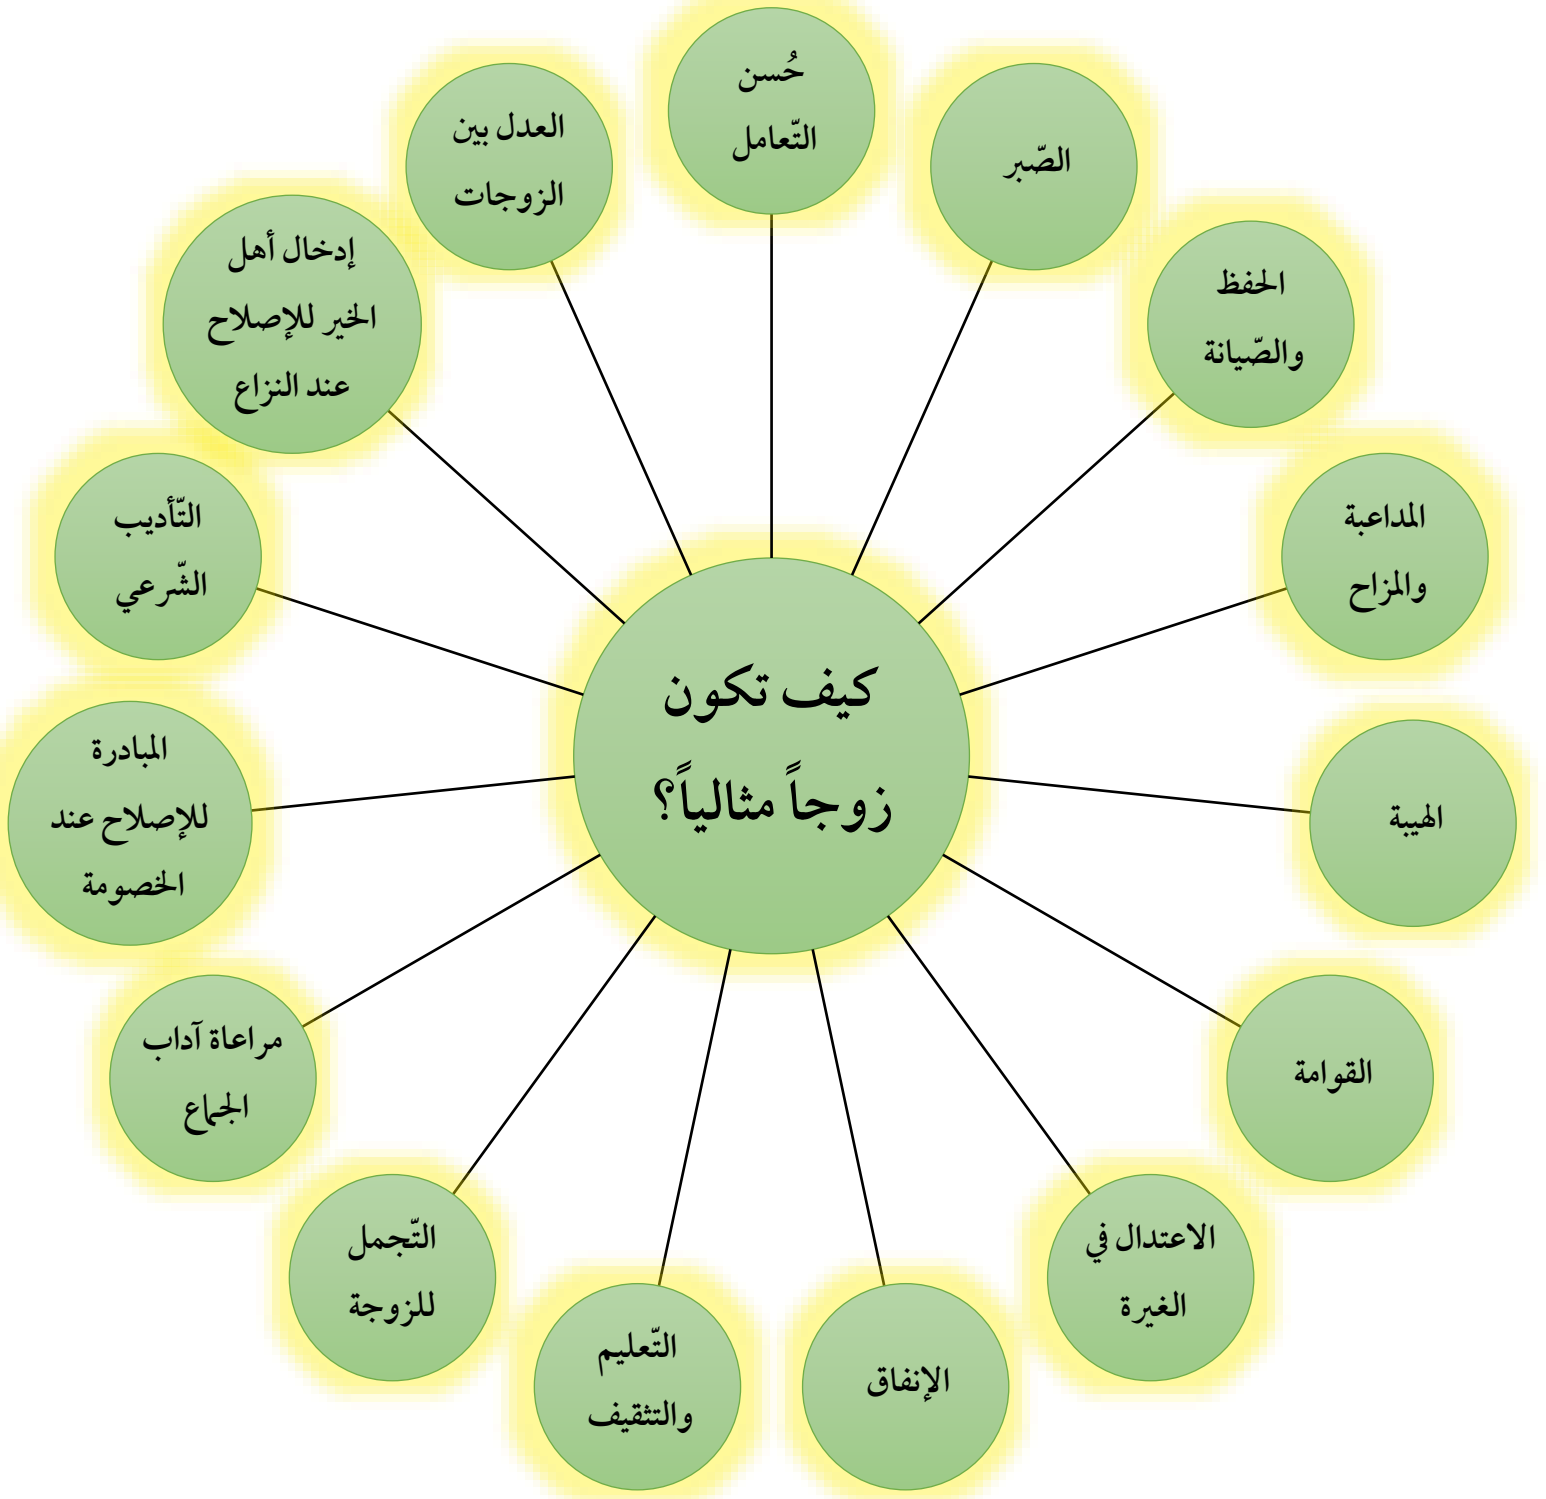 كيف تكون
زوجاً مثالياً؟
حُسن
التّعامل
الصّبر
الحفظ
والصّيانة
المداعبة
والمزاح
الهيبة
القوامة
الاعتدال في
الغيرة
الإنفاق
التّعليم
والتثقيف
التّجمل
للزوجة
مراعاة آداب
الجماع
المبادرة
للإصلاح عند
الخصومة
التّأديب
الشّرعي
إدخال أهل
الخير للإصلاح
عند النزاع
العدل بين
الزوجات